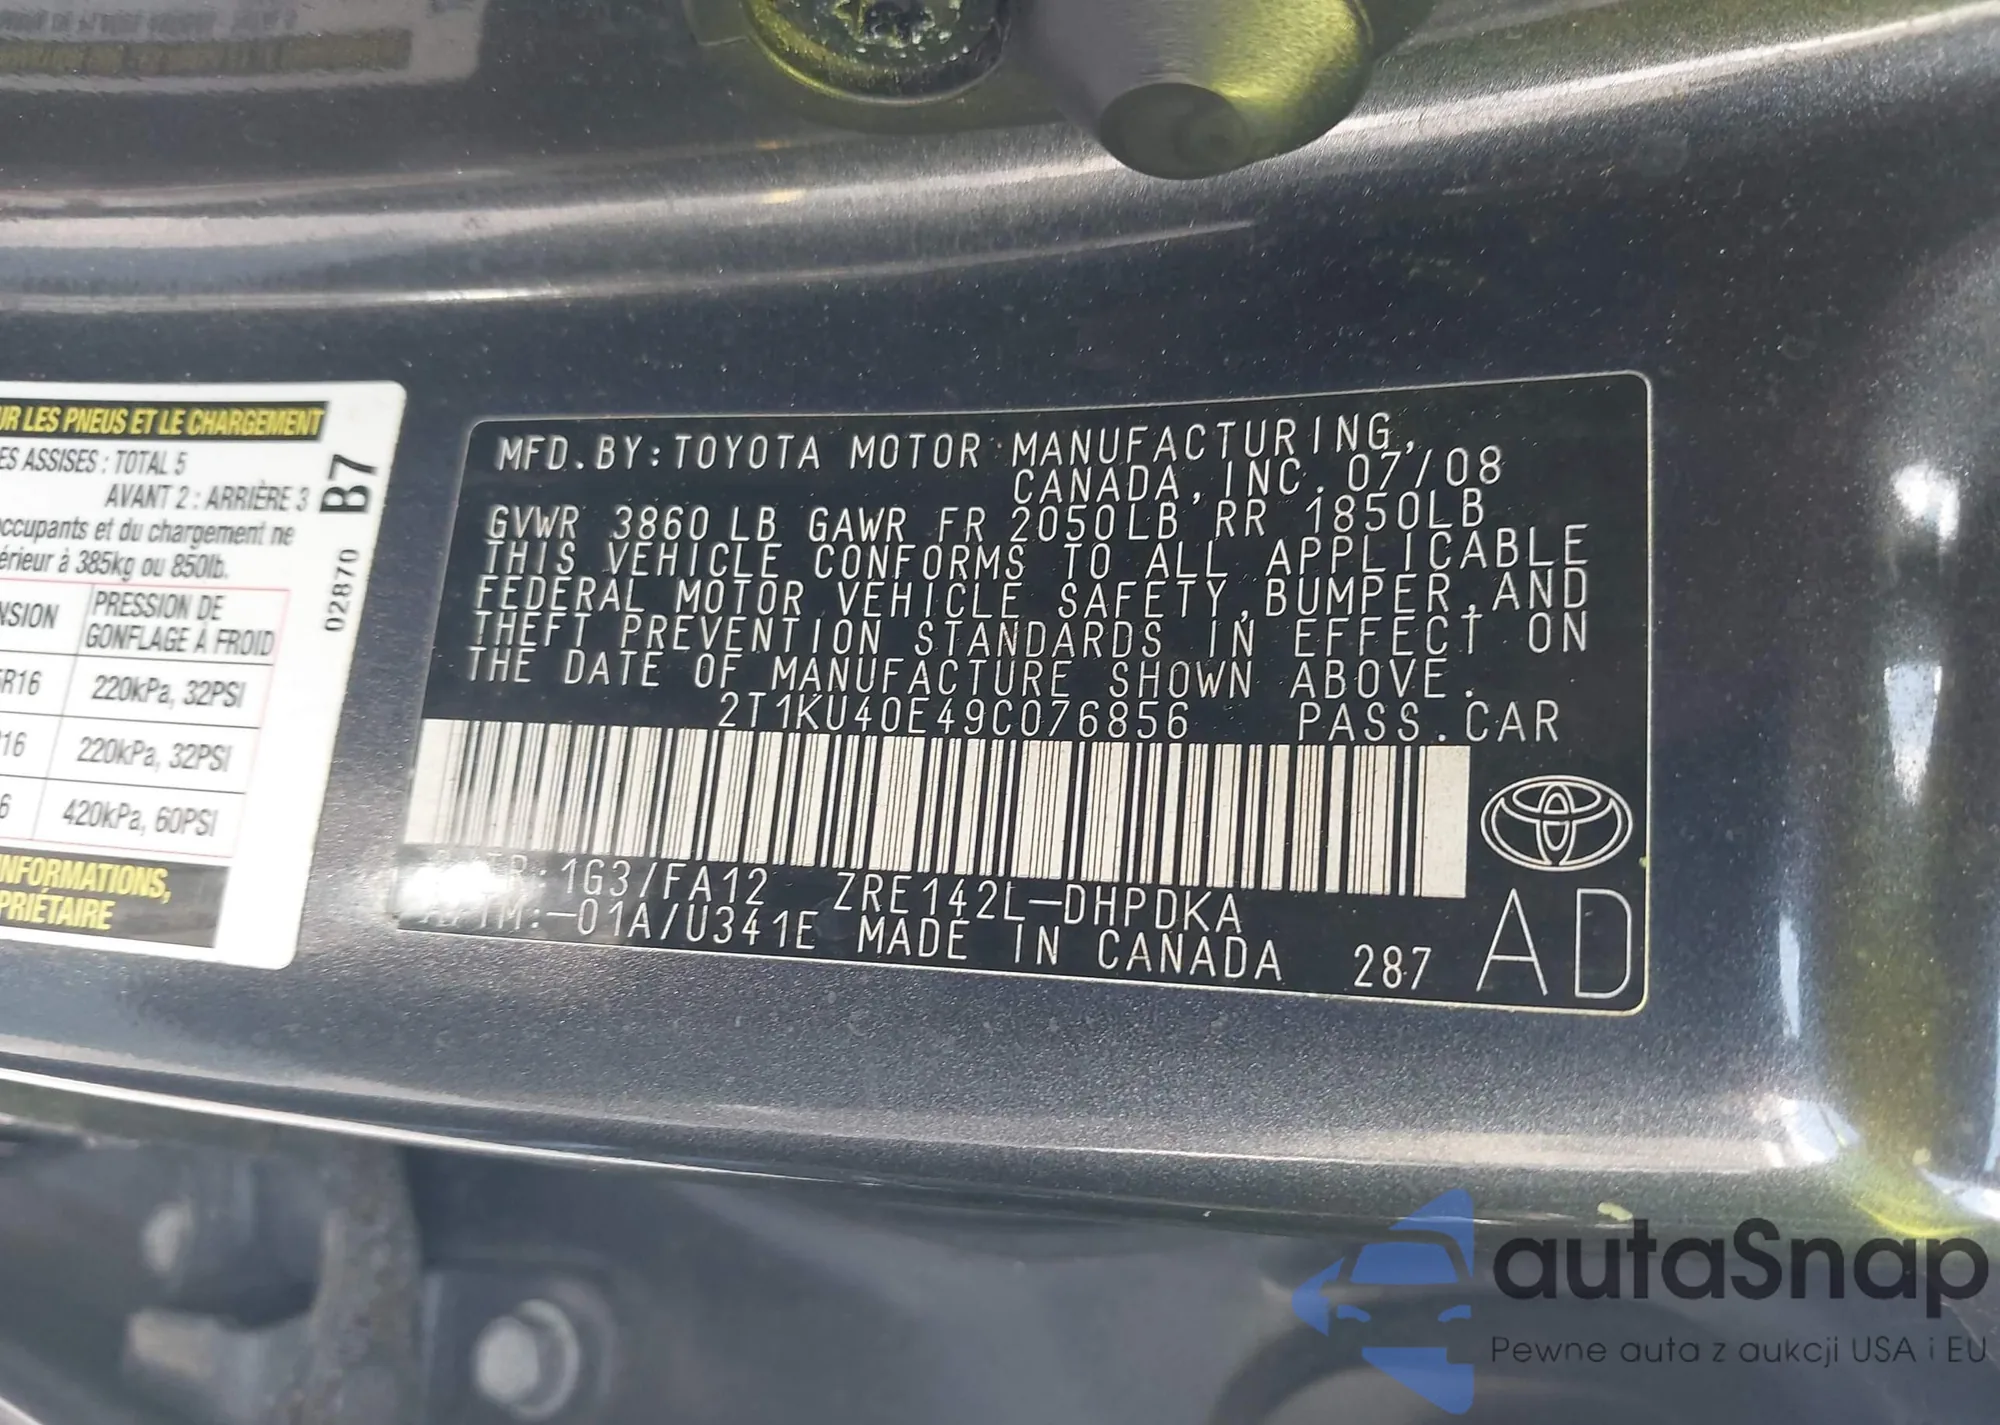 UR LES PNEUS ET LE CHARGEMENT
ES ASSISES : TOTAL 5
AVANT 2 : ARRIÈRE 3
occupants et du chargement ne
érieur à 385kg ou 850lb.
NSION PRESSION DE
GONFLAGE À FROID
R16 220kPa, 32PSI
16 220kPa, 32PSI
6 420kPa, 60PSI
INFORMATIONS,
PRIÉTAIRE
B7
02870
MFD.BY:TOYOTA MOTOR MANUFACTURING,
CANADA,INC. 07/08
GVWR 3860LB GAWR FR 2050LB RR 1850LB
THIS VEHICLE CONFORMS TO ALL APPLICABLE
FEDERAL MOTOR VEHICLE SAFETY,BUMPER,AND
THEFT PREVENTION STANDARDS IN EFFECT ON
THE DATE OF MANUFACTURE SHOWN ABOVE.
2T1KU40E49C076856 PASS.CAR
1G3/FA12 ZRE142L-DHPDKA
-01A/U341E MADE IN CANADA 287
AD
autaSnap
Pewne auta z aukcji USA i EU